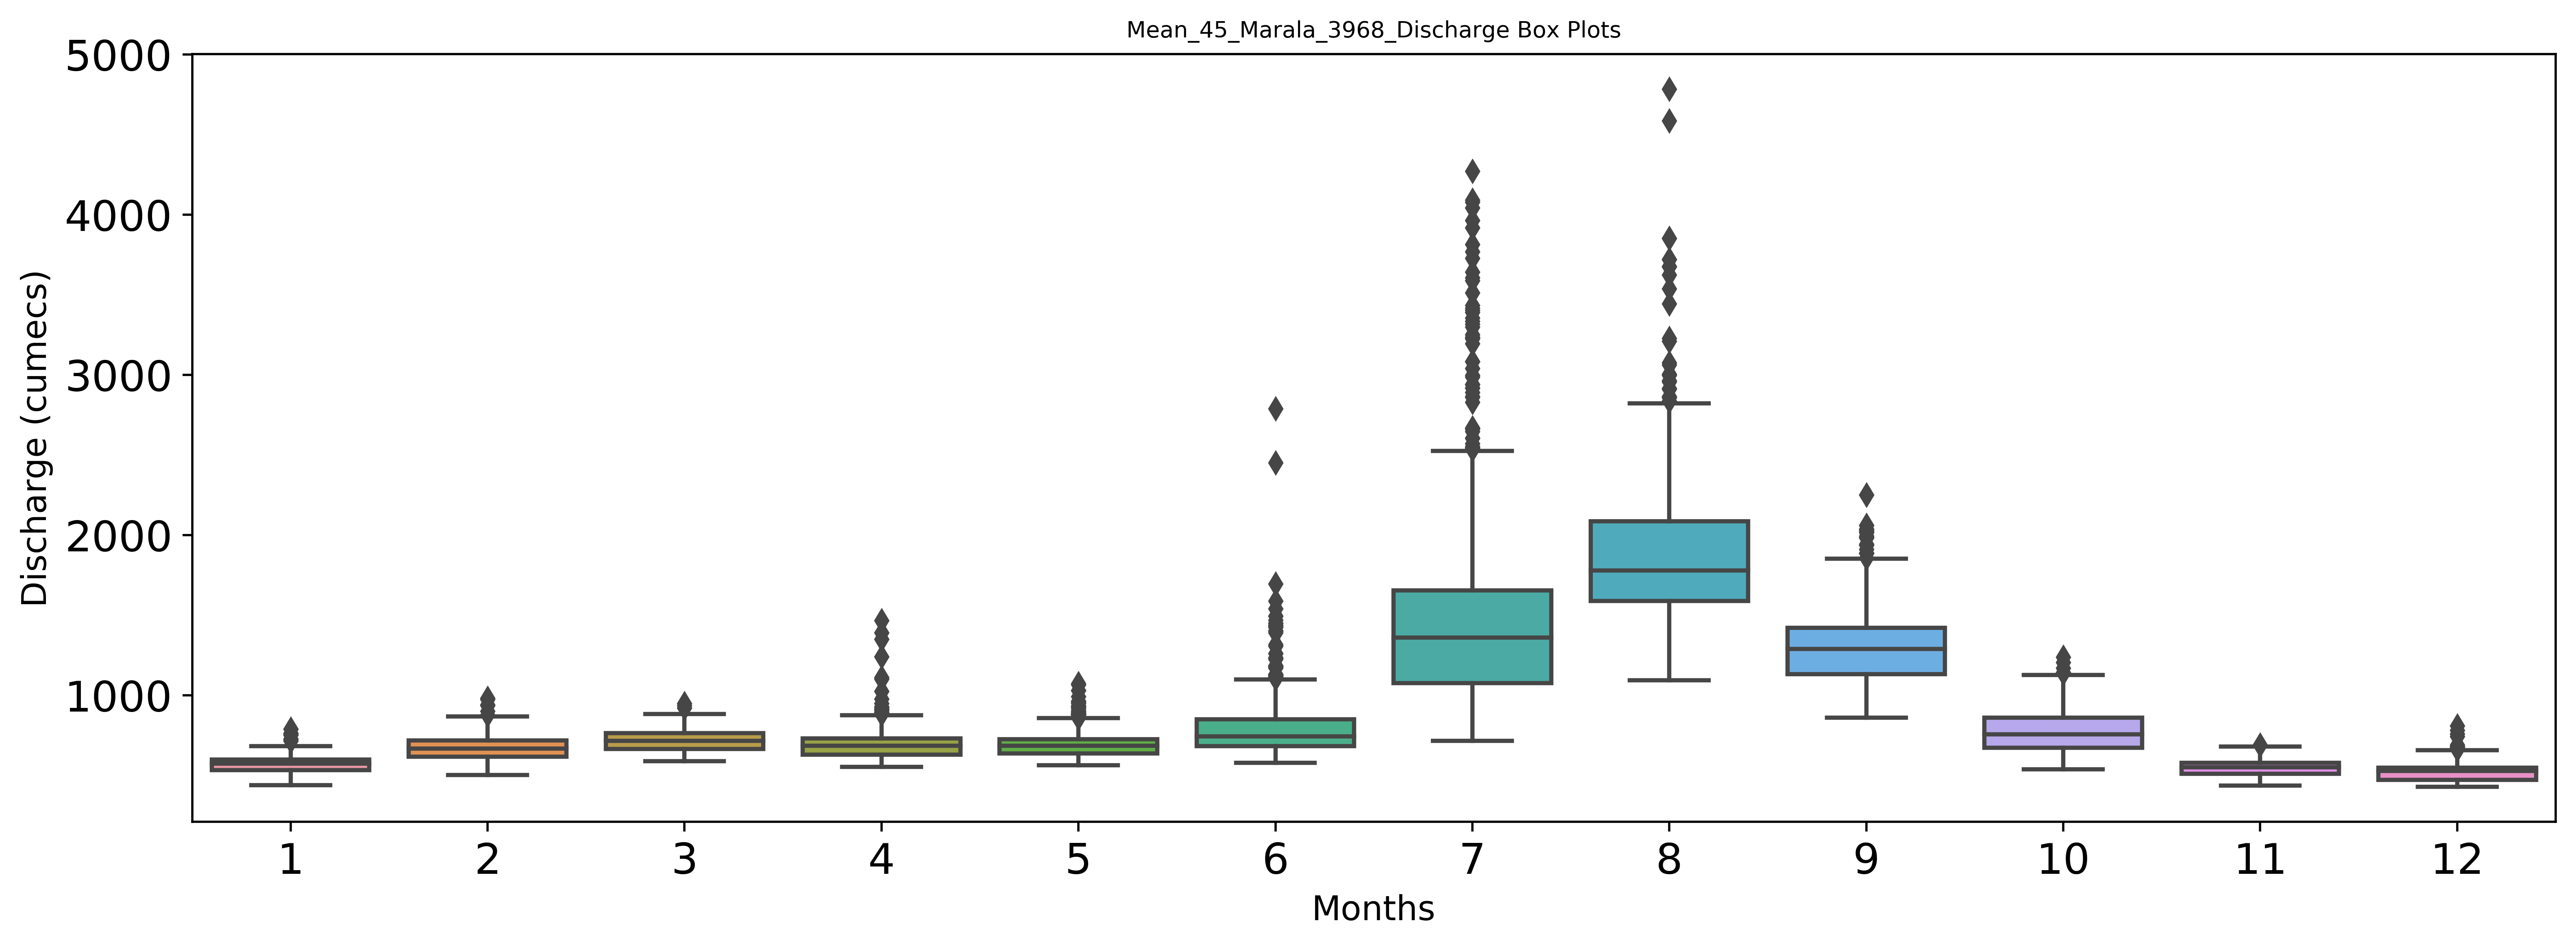 Mean_45_Marala_3968_Discharge Box Plots
5000
4000
3000
2000
1000
Discharge (cumecs)
1 2 3 4 5 6 7 8 9 10 11 12
Months